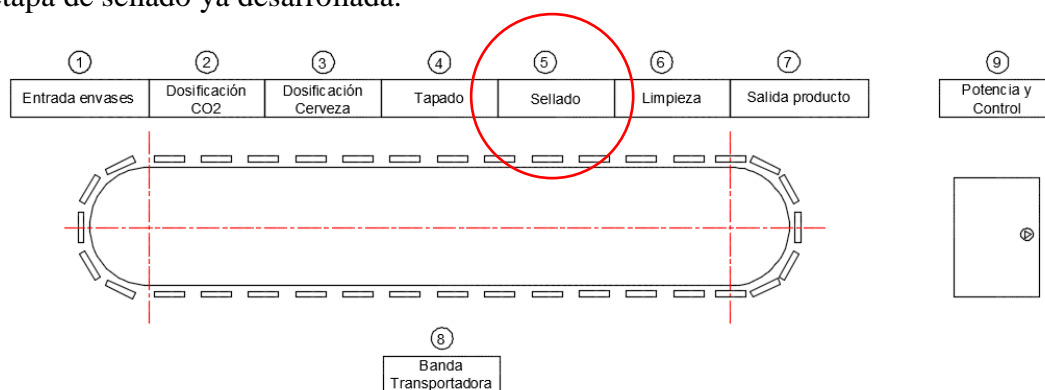 etapa de sellado ya desarrollada.
1 2 3 4 5 6 7 9
Entrada envases
Dosificación
CO2
Dosificación
Cerveza
Tapado
Sellado
Limpieza
Salida producto
Potencia y
Control
8
Banda
Transportadora